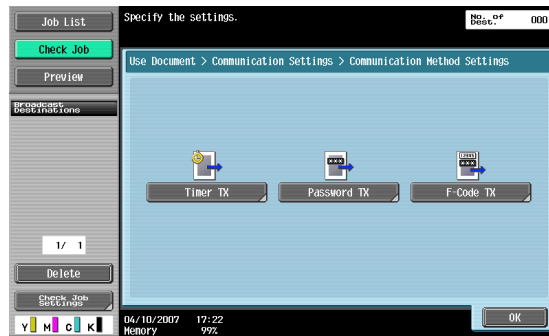 Job List
Specify the settings.
No. of
Dest.
000
Check Job
Use Document > Communication Settings > Communication Method Settings
Preview
Broadcast
Destinations
Timer TX
Password TX
F-Code TX
1/ 1
Delete
Check Job
Settings
Y M C K
04/10/2007 17:22
Memory 99%
OK